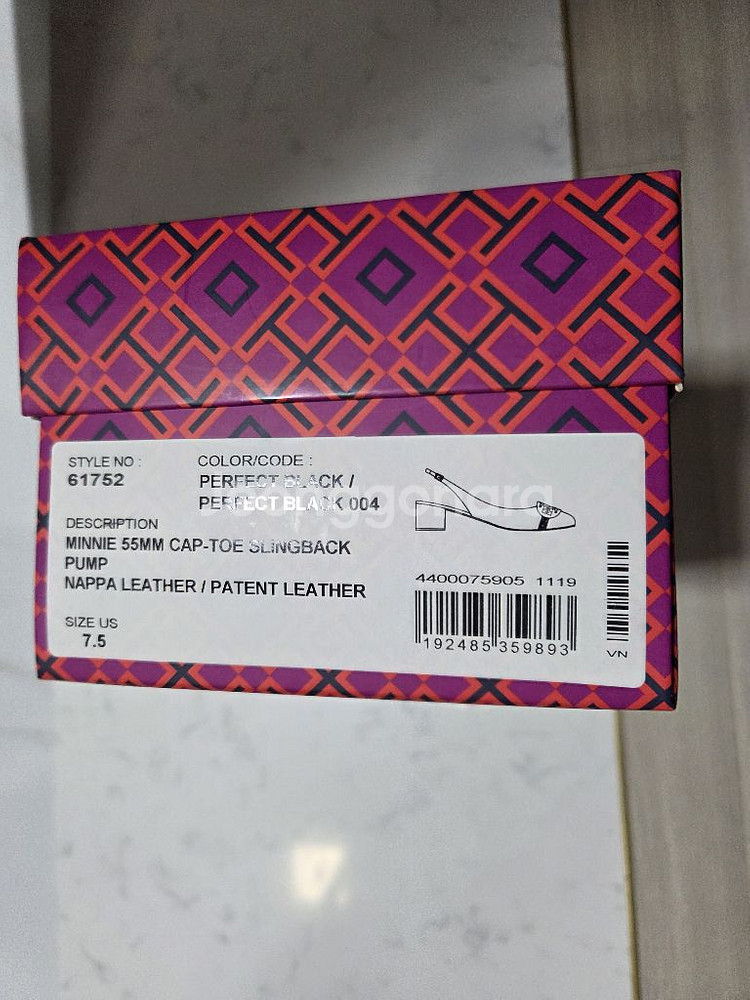 STYLE NO :
61752
COLOR/CODE :
PERFECT BLACK /
PERFECT BLACK 004
DESCRIPTION
MINNIE 55MM CAP-TOE SLINGBACK
PUMP
NAPPA LEATHER / PATENT LEATHER
SIZE US
7.5
4400075905 1119
192485 359893
VN